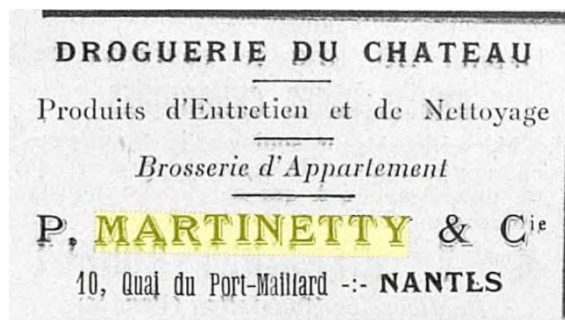 DROGUERIE DU CHATEAU
Produits d'Entretien et de Nettoyage
Brosserie d'Appartement
P. MARTINETTY & Cie
10, Quai du Port-Maillard -:- NANTES